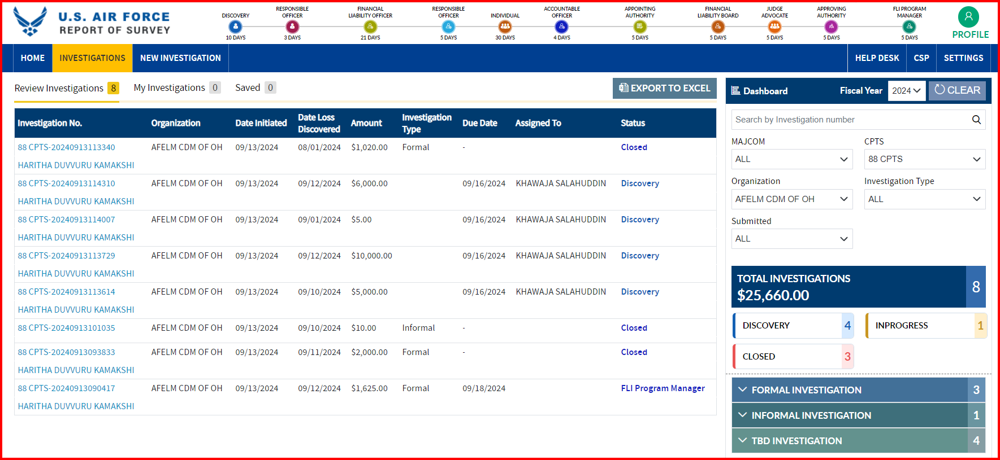 U.S. AIR FORCE
REPORT OF SURVEY
DISCOVERY
10 DAYS
RESPONSIBLE
OFFICER
3 DAYS
FINANCIAL
LIABILITY OFFICER
21 DAYS
RESPONSIBLE
OFFICER
5 DAYS
INDIVIDUAL
30 DAYS
ACCOUNTABLE
OFFICER
4 DAYS
APPOINTING
AUTHORITY
5 DAYS
FINANCIAL
LIABILITY BOARD
5 DAYS
JUDGE
ADVOCATE
5 DAYS
APPROVING
AUTHORITY
5 DAYS
FLI PROGRAM
MANAGER
5 DAYS
PROFILE
HOME INVESTIGATIONS NEW INVESTIGATION HELP DESK CSP SETTINGS
Review Investigations 8 My Investigations 0 Saved 0 EXPORT TO EXCEL
Investigation No. Organization Date Initiated Date Loss Discovered Amount Investigation Type Due Date Assigned To Status
88 CPTS-20240913113340 AFELM CDM OF OH 09/13/2024 08/01/2024 $1,020.00 Formal - Closed
HARITHA DUVVURU KAMAKSHI
88 CPTS-20240913114310 AFELM CDM OF OH 09/13/2024 09/12/2024 $6,000.00 09/16/2024 KHAWAJA SALAHUDDIN Discovery
HARITHA DUVVURU KAMAKSHI
88 CPTS-20240913114007 AFELM CDM OF OH 09/13/2024 09/01/2024 $5.00 09/16/2024 KHAWAJA SALAHUDDIN Discovery
HARITHA DUVVURU KAMAKSHI
88 CPTS-20240913113729 AFELM CDM OF OH 09/13/2024 09/12/2024 $10,000.00 09/16/2024 KHAWAJA SALAHUDDIN Discovery
HARITHA DUVVURU KAMAKSHI
88 CPTS-20240913113614 AFELM CDM OF OH 09/13/2024 09/10/2024 $5,000.00 09/16/2024 KHAWAJA SALAHUDDIN Discovery
HARITHA DUVVURU KAMAKSHI
88 CPTS-20240913101035 AFELM CDM OF OH 09/13/2024 09/10/2024 $10.00 Informal - Closed
88 CPTS-20240913093833 AFELM CDM OF OH 09/13/2024 09/11/2024 $2,000.00 Formal - Closed
HARITHA DUVVURU KAMAKSHI
88 CPTS-20240913090417 AFELM CDM OF OH 09/13/2024 09/12/2024 $1,625.00 Formal 09/18/2024 FLI Program Manager
HARITHA DUVVURU KAMAKSHI
Dashboard Fiscal Year 2024 CLEAR
Search by Investigation number
MAJCOM CPTS
ALL 88 CPTS
Organization Investigation Type
AFELM CDM OF OH ALL
Submitted
ALL
TOTAL INVESTIGATIONS
$25,660.00
8
DISCOVERY 4 INPROGRESS 1
CLOSED 3
FORMAL INVESTIGATION 3
INFORMAL INVESTIGATION 1
TBD INVESTIGATION 4